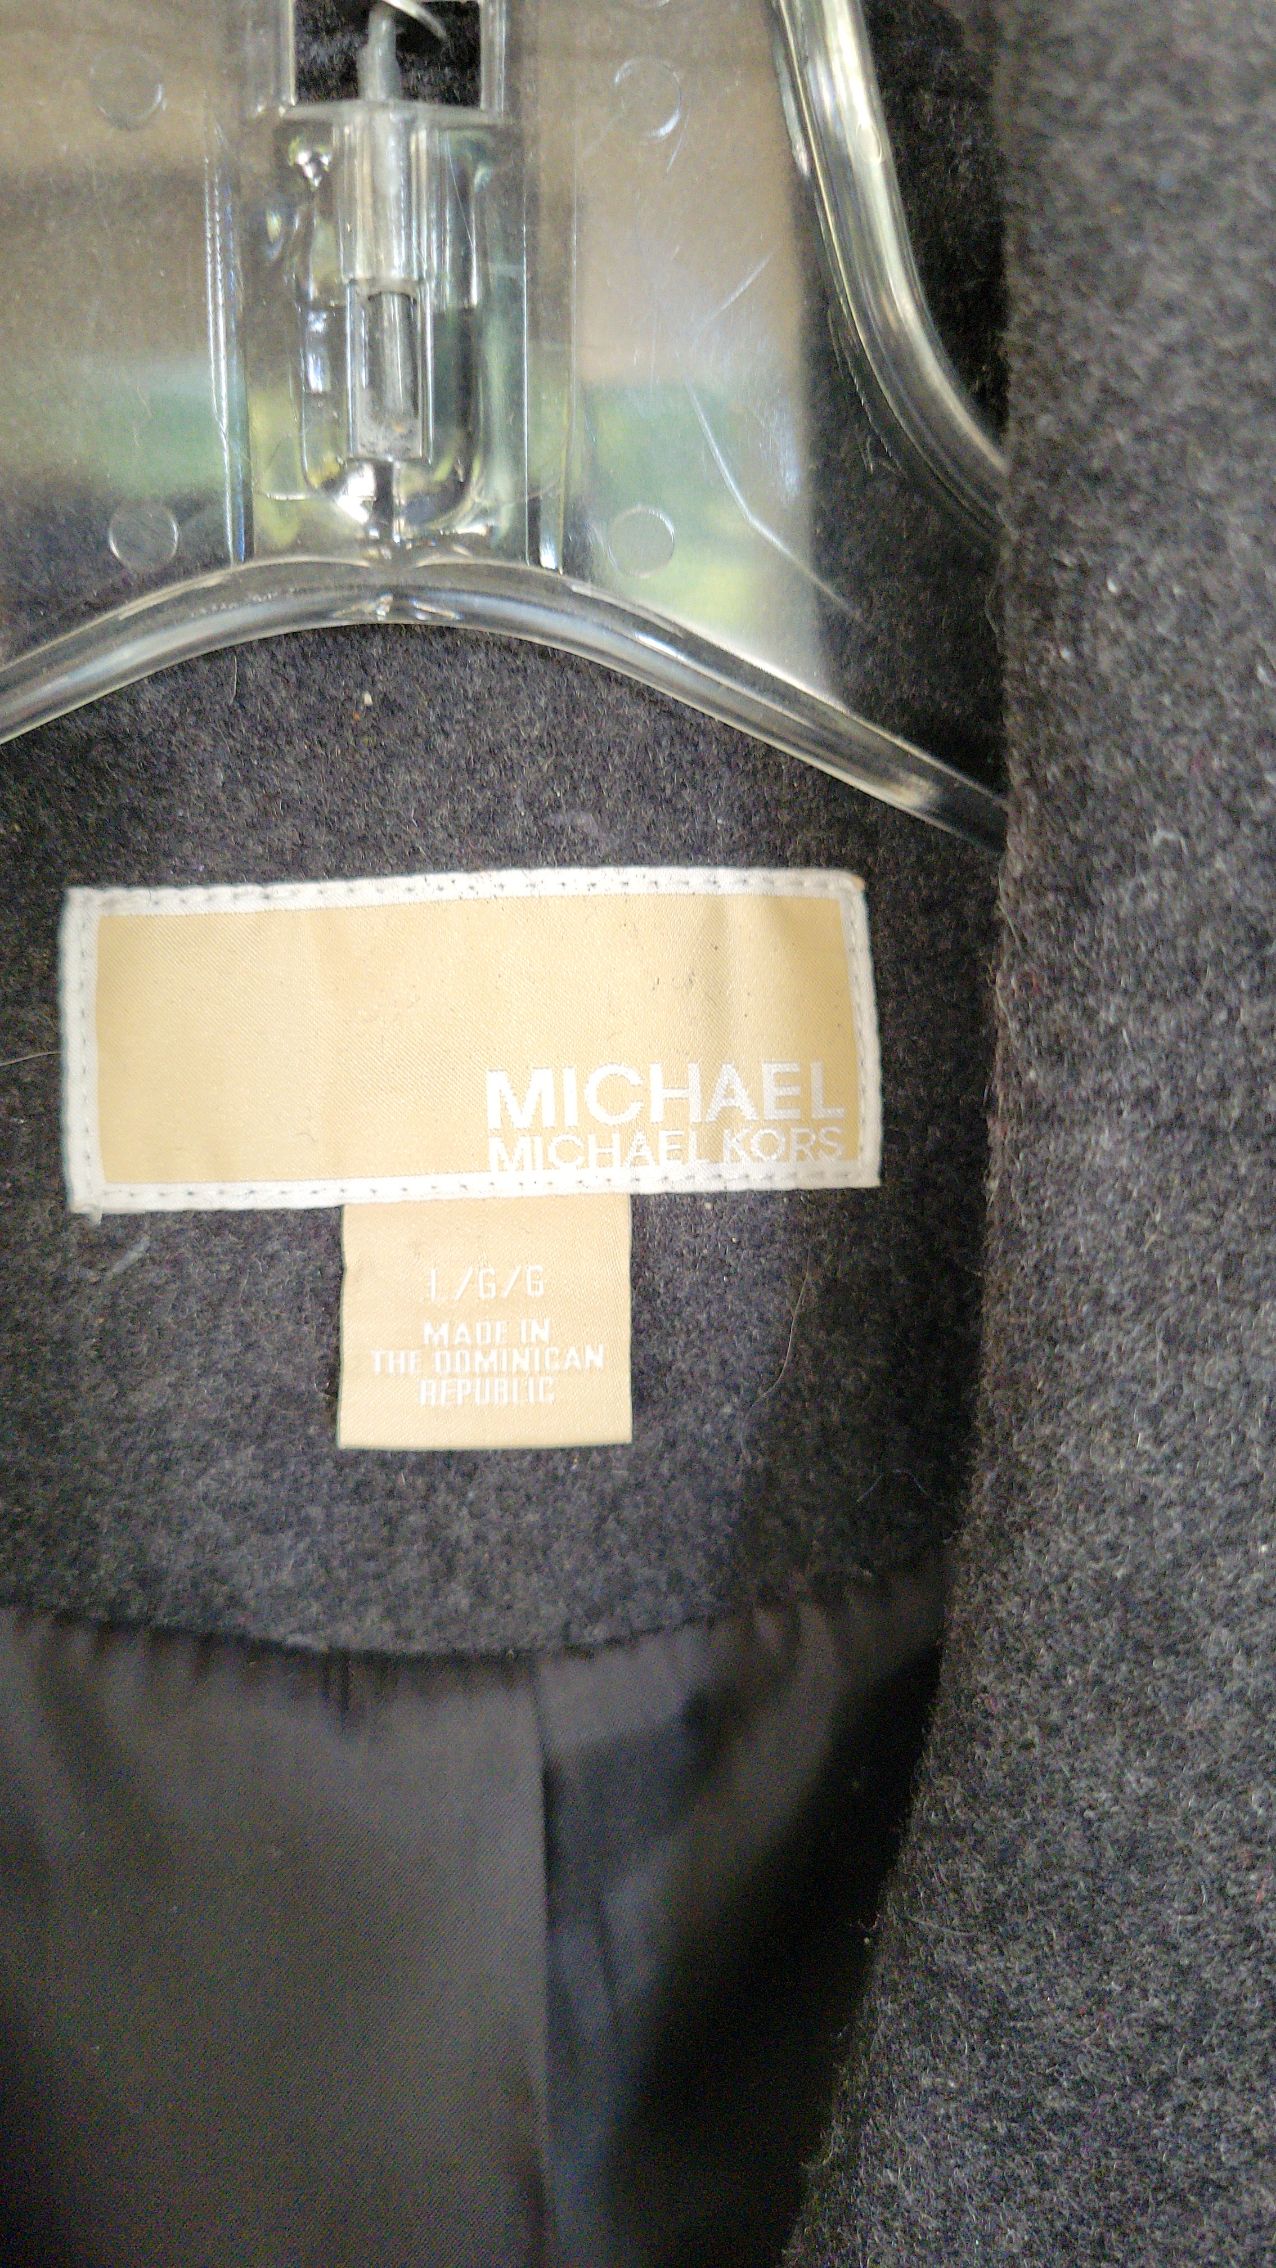 MICHAEL
MICHAEL KORS
L/G/G
MADE IN
THE DOMINICAN
REPUBLIC